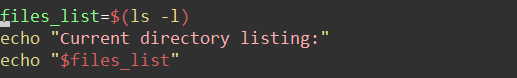 files_list=$(ls -l)
echo "Current directory listing:"
echo "$files_list"